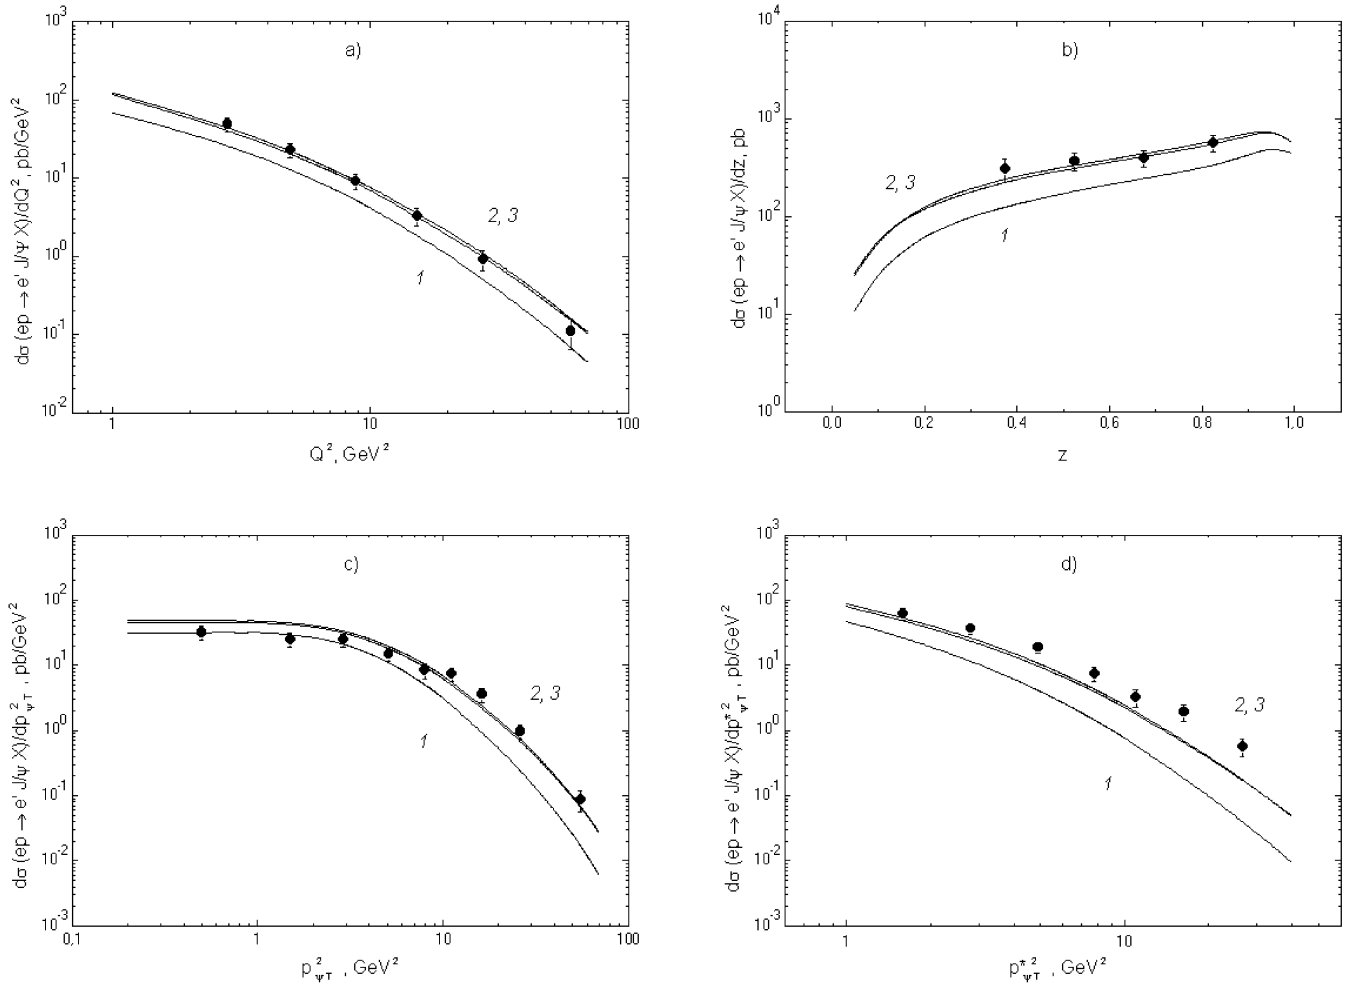 a)
10³
10²
10¹
10⁰
10⁻¹
10⁻²
dσ (ep → e' J/Ψ X)/dQ², pb/GeV²
2, 3
1
1 10 100
Q², GeV²
b)
10⁴
10³
10²
10¹
10⁰
dσ (ep → e' J/ψ X)/dz, pb
2, 3
1
0,0 0,2 0,4 0,6 0,8 1,0
z
c)
10³
10²
10¹
10⁰
10⁻¹
10⁻²
10⁻³
dσ (ep → e' J/ψ X)/dp²_ψT , pb/GeV²
2, 3
1
0,1 1 10 100
p²_ψT , GeV²
d)
10³
10²
10¹
10⁰
10⁻¹
10⁻²
10⁻³
dσ (ep → e' J/ψ X)/dp*²_ψT , pb/GeV²
2, 3
1
1 10
p*²_ψT , GeV²